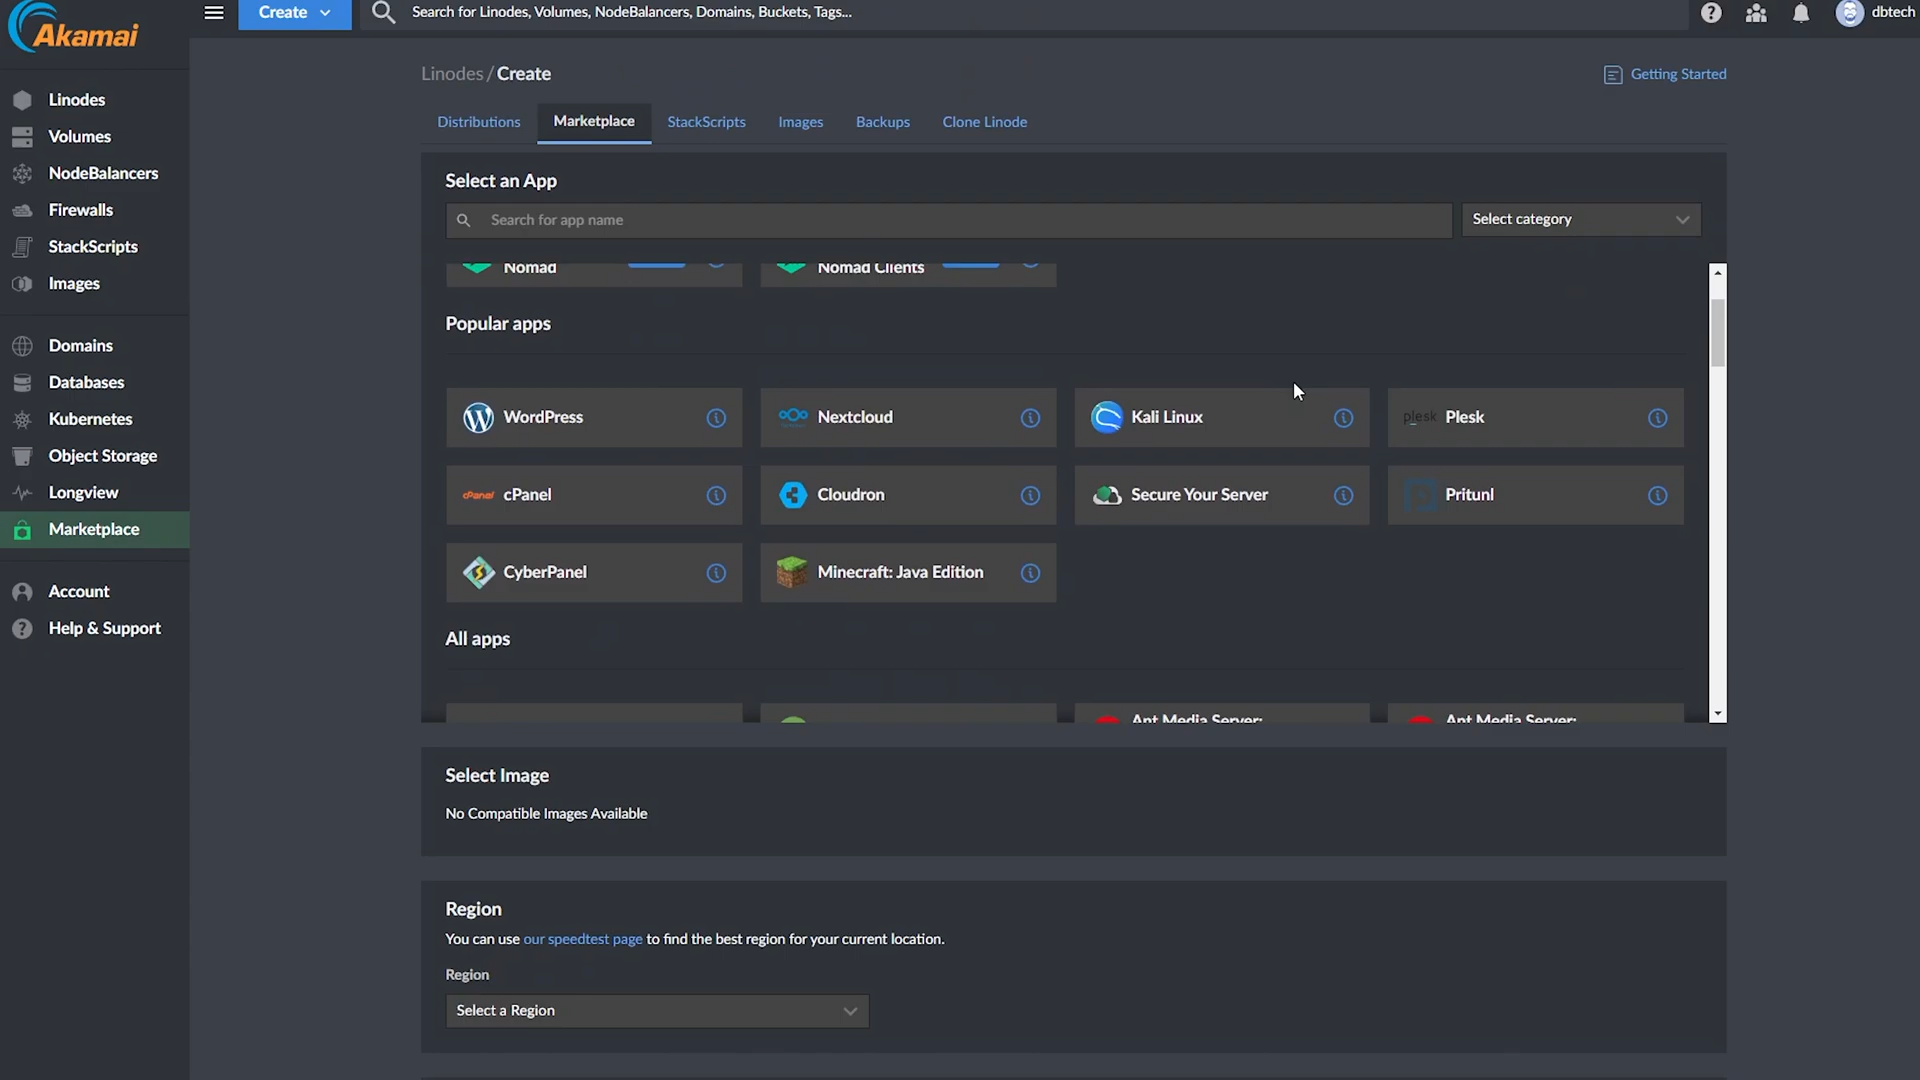 Akamai
Create
Search for Linodes, Volumes, NodeBalancers, Domains, Buckets, Tags...
dbtech
Linodes
Volumes
NodeBalancers
Firewalls
StackScripts
Images
Domains
Databases
Kubernetes
Object Storage
Longview
Marketplace
Account
Help & Support
Linodes / Create
Getting Started
Distributions
Marketplace
StackScripts
Images
Backups
Clone Linode
Select an App
Search for app name
Select category
Nomad
Nomad Clients
Popular apps
WordPress
Nextcloud
Kali Linux
plesk Plesk
cPanel cPanel
Cloudron
Secure Your Server
Pritunl
CyberPanel
Minecraft: Java Edition
All apps
Ant Media Server:
Ant Media Server:
Select Image
No Compatible Images Available
Region
You can use our speedtest page to find the best region for your current location.
Region
Select a Region